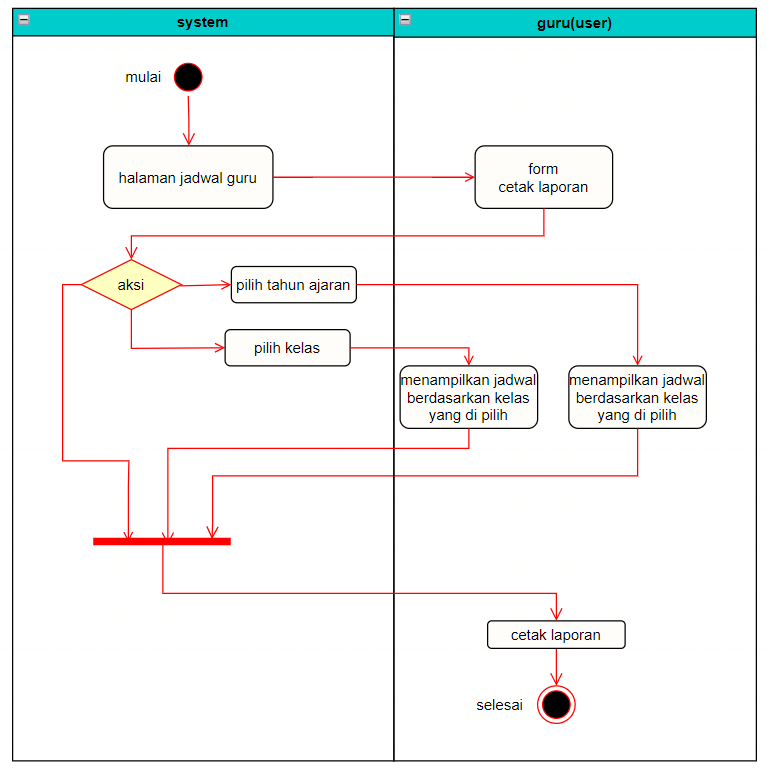 system
guru(user)
mulai
halaman jadwal guru
form
cetak laporan
aksi
pilih tahun ajaran
pilih kelas
menampilkan jadwal
berdasarkan kelas
yang di pilih
menampilkan jadwal
berdasarkan kelas
yang di pilih
cetak laporan
selesai